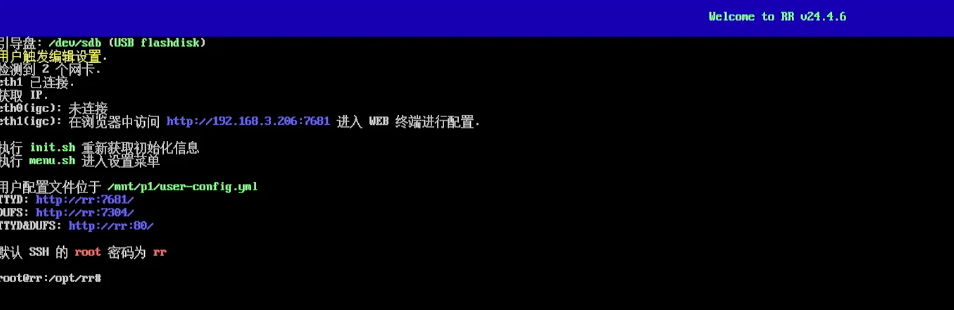 Welcome to RR v24.4.6
引导盘: /dev/sdb (USB flashdisk)
用户触发编辑设置.
检测到 2 个网卡.
eth1 已连接.
获取 IP.
eth0(igc): 未连接
eth1(igc): 在浏览器中访问 http://192.168.3.206:7681 进入 WEB 终端进行配置.
执行 init.sh 重新获取初始化信息
执行 menu.sh 进入设置菜单
用户配置文件位于 /mnt/p1/user-config.yml
TTYD: http://rr:7681/
DUFS: http://rr:7304/
TTYD&DUFS: http://rr:80/
默认 SSH 的 root 密码为 rr
root@rr:/opt/rr#